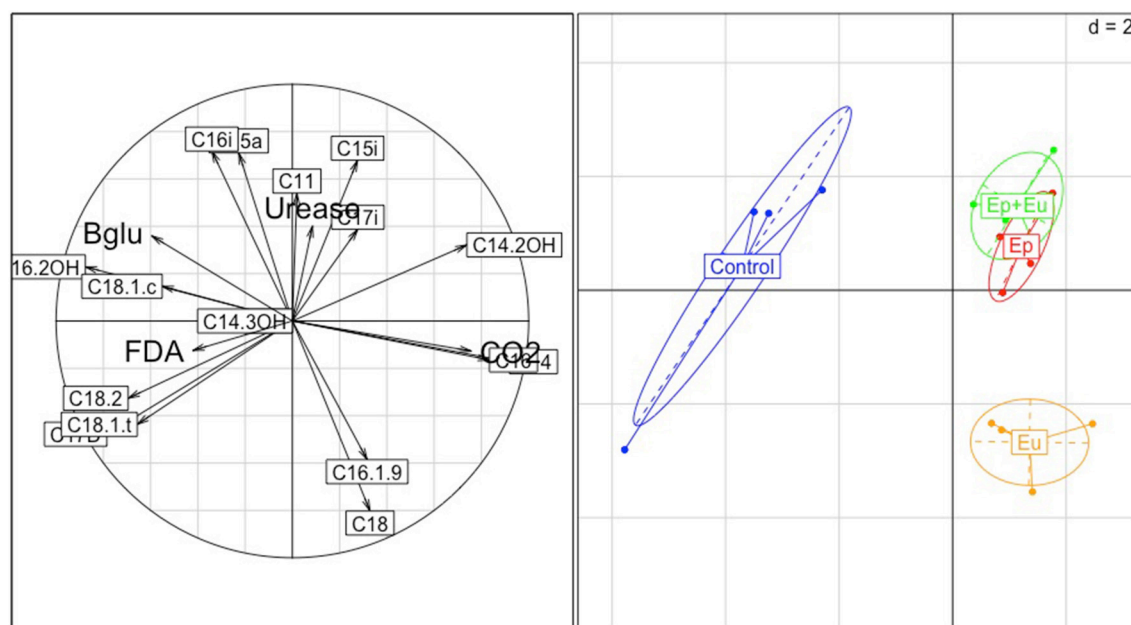 d = 2
C16i
5a
C15i
C11
Urease
C17i
Bglu
C14.2OH
16.2OH
C18.1.c
C14.3OH
FDA
CO2
C18.2
C18.1.t
C16.1.9
C18
Ep+Eu
Ep
Control
Eu